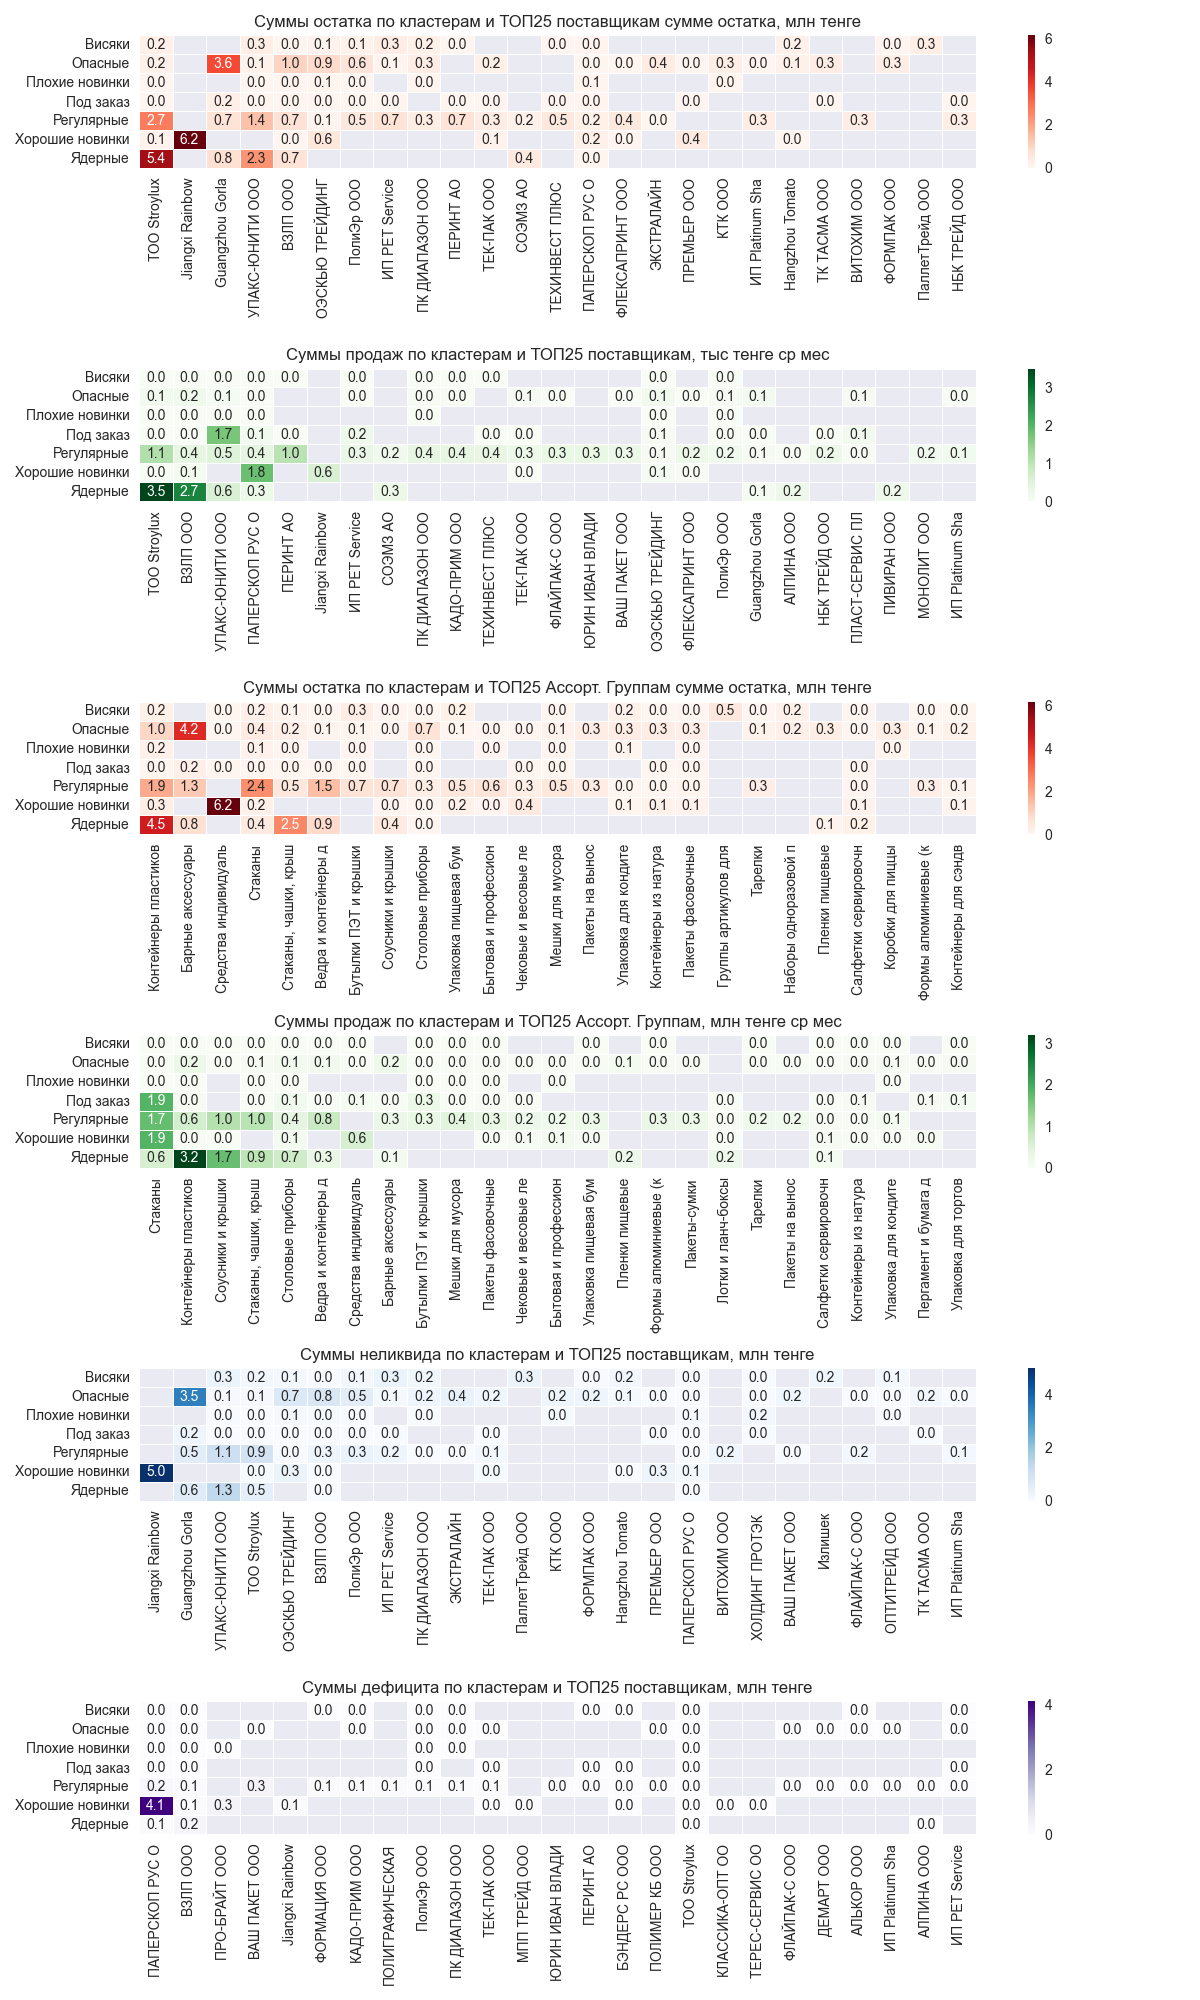 Суммы остатка по кластерам и ТОП25 поставщикам сумме остатка, млн тенге
Висяки 0.2 0.3 0.0 0.1 0.1 0.3 0.2 0.0 0.0 0.0 0.2 0.0 0.3
Опасные 0.2 3.6 0.1 1.0 0.9 0.6 0.1 0.3 0.2 0.0 0.0 0.4 0.0 0.3 0.0 0.1 0.3 0.3
Плохие новинки 0.0 0.0 0.0 0.1 0.0 0.0 0.1 0.0
Под заказ 0.0 0.2 0.0 0.0 0.0 0.0 0.0 0.0 0.0 0.0 0.0 0.0 0.0 0.0 0.0
Регулярные 2.7 0.7 1.4 0.7 0.1 0.5 0.7 0.3 0.7 0.3 0.2 0.5 0.2 0.4 0.0 0.3 0.3 0.3
Хорошие новинки 0.1 6.2 0.0 0.6 0.1 0.2 0.0 0.4 0.0
Ядерные 5.4 0.8 2.3 0.7 0.4 0.0
6
4
2
0
ТОО Stroylux
Jiangxi Rainbow
Guangzhou Gorla
УПАКС-ЮНИТИ ООО
ВЗЛП ООО
ОЭСКЬЮ ТРЕЙДИНГ
ПолиЭр ООО
ИП PET Service
ПК ДИАПАЗОН ООО
ПЕРИНТ АО
ТЕК-ПАК ООО
СОЭМЗ АО
ТЕХИНВЕСТ ПЛЮС
ПАПЕРСКОП РУС О
ФЛЕКСАПРИНТ ООО
ЭКСТРАЛАЙН
ПРЕМЬЕР ООО
КТК ООО
ИП Platinum Sha
Hangzhou Tomato
ТК ТАСМА ООО
ВИТОХИМ ООО
ФОРМПАК ООО
ПаллетТрейд ООО
НБК ТРЕЙД ООО
Суммы продаж по кластерам и ТОП25 поставщикам, тыс тенге ср мес
Висяки 0.0 0.0 0.0 0.0 0.0 0.0 0.0 0.0 0.0 0.0 0.0
Опасные 0.1 0.2 0.1 0.0 0.0 0.0 0.0 0.1 0.0 0.0 0.1 0.0 0.1 0.1 0.1 0.0
Плохие новинки 0.0 0.0 0.0 0.0 0.0 0.0 0.0
Под заказ 0.0 0.0 1.7 0.1 0.0 0.2 0.0 0.0 0.1 0.0 0.0 0.0 0.1
Регулярные 1.1 0.4 0.5 0.4 1.0 0.3 0.2 0.4 0.4 0.4 0.3 0.3 0.3 0.3 0.1 0.2 0.2 0.1 0.0 0.2 0.0 0.2 0.1
Хорошие новинки 0.0 0.1 1.8 0.6 0.0 0.1 0.0
Ядерные 3.5 2.7 0.6 0.3 0.3 0.1 0.2 0.2
3
2
1
0
ТОО Stroylux
ВЗЛП ООО
УПАКС-ЮНИТИ ООО
ПАПЕРСКОП РУС О
ПЕРИНТ АО
Jiangxi Rainbow
ИП PET Service
СОЭМЗ АО
ПК ДИАПАЗОН ООО
КАДО-ПРИМ ООО
ТЕХИНВЕСТ ПЛЮС
ТЕК-ПАК ООО
ФЛАЙПАК-С ООО
ЮРИН ИВАН ВЛАДИ
ВАШ ПАКЕТ ООО
ОЭСКЬЮ ТРЕЙДИНГ
ФЛЕКСАПРИНТ ООО
ПолиЭр ООО
Guangzhou Gorla
АЛПИНА ООО
НБК ТРЕЙД ООО
ПЛАСТ-СЕРВИС ПЛ
ПИВИРАН ООО
МОНОЛИТ ООО
ИП Platinum Sha
Суммы остатка по кластерам и ТОП25 Ассорт. Группам сумме остатка, млн тенге
Висяки 0.2 0.0 0.2 0.1 0.0 0.3 0.0 0.0 0.2 0.0 0.2 0.0 0.0 0.5 0.0 0.2 0.0 0.0 0.0
Опасные 1.0 4.2 0.0 0.4 0.2 0.1 0.1 0.0 0.7 0.1 0.0 0.0 0.1 0.3 0.3 0.3 0.3 0.1 0.2 0.3 0.0 0.3 0.1 0.2
Плохие новинки 0.2 0.1 0.0 0.0 0.0 0.0 0.0 0.1 0.0 0.0
Под заказ 0.0 0.2 0.0 0.0 0.0 0.0 0.0 0.0 0.0 0.0 0.0 0.0 0.0
Регулярные 1.9 1.3 2.4 0.5 1.5 0.7 0.7 0.3 0.5 0.6 0.3 0.5 0.3 0.0 0.0 0.0 0.3 0.0 0.3 0.1
Хорошие новинки 0.3 6.2 0.2 0.0 0.0 0.2 0.0 0.4 0.1 0.1 0.1 0.1 0.1
Ядерные 4.5 0.8 0.4 2.5 0.9 0.4 0.0 0.1 0.2
6
4
2
0
Контейнеры пластиков
Барные аксессуары
Средства индивидуаль
Стаканы
Стаканы, чашки, крыш
Ведра и контейнеры д
Бутылки ПЭТ и крышки
Соусники и крышки
Столовые приборы
Упаковка пищевая бум
Бытовая и профессион
Чековые и весовые ле
Мешки для мусора
Пакеты на вынос
Упаковка для кондите
Контейнеры из натура
Пакеты фасовочные
Группы артикулов для
Тарелки
Наборы одноразовой п
Пленки пищевые
Салфетки сервировочн
Коробки для пиццы
Формы алюминиевые (к
Контейнеры для сэндв
Суммы продаж по кластерам и ТОП25 Ассорт. Группам, млн тенге ср мес
Висяки 0.0 0.0 0.0 0.0 0.0 0.0 0.0 0.0 0.0 0.0 0.0 0.0 0.0 0.0 0.0 0.0 0.0
Опасные 0.0 0.2 0.0 0.1 0.1 0.1 0.0 0.2 0.0 0.0 0.0 0.0 0.0 0.0 0.1 0.0 0.0 0.0 0.0 0.0 0.0 0.1 0.0 0.0
Плохие новинки 0.0 0.0 0.0 0.0 0.0 0.0 0.0 0.0 0.0
Под заказ 1.9 0.0 0.0 0.1 0.0 0.1 0.0 0.3 0.0 0.0 0.0 0.0 0.0 0.1 0.1 0.1
Регулярные 1.7 0.6 1.0 1.0 0.4 0.8 0.3 0.3 0.4 0.3 0.2 0.2 0.3 0.3 0.3 0.0 0.2 0.2 0.0 0.0 0.1
Хорошие новинки 1.9 0.0 0.0 0.1 0.6 0.0 0.1 0.1 0.0 0.0 0.1 0.0 0.0 0.0
Ядерные 0.6 3.2 1.7 0.9 0.7 0.3 0.1 0.2 0.2 0.1
3
2
1
0
Стаканы
Контейнеры пластиков
Соусники и крышки
Стаканы, чашки, крыш
Столовые приборы
Ведра и контейнеры д
Средства индивидуаль
Барные аксессуары
Бутылки ПЭТ и крышки
Мешки для мусора
Пакеты фасовочные
Чековые и весовые ле
Бытовая и профессион
Упаковка пищевая бум
Пленки пищевые
Формы алюминиевые (к
Пакеты-сумки
Лотки и ланч-боксы
Тарелки
Пакеты на вынос
Салфетки сервировочн
Контейнеры из натура
Упаковка для кондите
Пергамент и бумага д
Упаковка для тортов
Суммы неликвида по кластерам и ТОП25 поставщикам, млн тенге
Висяки 0.3 0.2 0.1 0.0 0.1 0.3 0.2 0.3 0.0 0.2 0.0 0.0 0.2 0.1
Опасные 3.5 0.1 0.1 0.7 0.8 0.5 0.1 0.2 0.4 0.2 0.2 0.2 0.1 0.0 0.0 0.0 0.2 0.0 0.0 0.2 0.0
Плохие новинки 0.0 0.0 0.1 0.0 0.0 0.0 0.0 0.1 0.2 0.0
Под заказ 0.2 0.0 0.0 0.0 0.0 0.0 0.0 0.0 0.0 0.0 0.0 0.0
Регулярные 0.5 1.1 0.9 0.0 0.3 0.3 0.2 0.0 0.0 0.1 0.0 0.0 0.2 0.0 0.2 0.1
Хорошие новинки 5.0 0.0 0.3 0.0 0.0 0.0 0.3 0.1
Ядерные 0.6 1.3 0.5 0.0 0.0
4
2
0
Jiangxi Rainbow
Guangzhou Gorla
УПАКС-ЮНИТИ ООО
ТОО Stroylux
ОЭСКЬЮ ТРЕЙДИНГ
ВЗЛП ООО
ПолиЭр ООО
ИП PET Service
ПК ДИАПАЗОН ООО
ЭКСТРАЛАЙН
ТЕК-ПАК ООО
ПаллетТрейд ООО
КТК ООО
ФОРМПАК ООО
Hangzhou Tomato
ПРЕМЬЕР ООО
ПАПЕРСКОП РУС О
ВИТОХИМ ООО
ХОЛДИНГ ПРОТЭК
ВАШ ПАКЕТ ООО
Излишек
ФЛАЙПАК-С ООО
ОПТИТРЕЙД ООО
ТК ТАСМА ООО
ИП Platinum Sha
Суммы дефицита по кластерам и ТОП25 поставщикам, млн тенге
Висяки 0.0 0.0 0.0 0.0 0.0 0.0 0.0 0.0 0.0 0.0 0.0
Опасные 0.0 0.0 0.0 0.0 0.0 0.0 0.0 0.0 0.0 0.0 0.0 0.0 0.0 0.0
Плохие новинки 0.0 0.0 0.0 0.0 0.0 0.0
Под заказ 0.0 0.0 0.0 0.0 0.0 0.0 0.0 0.0
Регулярные 0.2 0.1 0.3 0.1 0.1 0.1 0.1 0.1 0.1 0.0 0.0 0.0 0.0 0.0 0.0 0.0 0.0 0.0 0.0 0.0
Хорошие новинки 4.1 0.1 0.3 0.1 0.0 0.0 0.0 0.0 0.0 0.0
Ядерные 0.1 0.2 0.0 0.0
4
2
0
ПАПЕРСКОП РУС О
ВЗЛП ООО
ПРО-БРАЙТ ООО
ВАШ ПАКЕТ ООО
Jiangxi Rainbow
ФОРМАЦИЯ ООО
КАДО-ПРИМ ООО
ПОЛИГРАФИЧЕСКАЯ
ПолиЭр ООО
ПК ДИАПАЗОН ООО
ТЕК-ПАК ООО
МПП ТРЕЙД ООО
ЮРИН ИВАН ВЛАДИ
ПЕРИНТ АО
БЭНДЕРС РС ООО
ПОЛИМЕР КБ ООО
ТОО Stroylux
КЛАССИКА-ОПТ ОО
ТЕРЕС-СЕРВИС ОО
ФЛАЙПАК-С ООО
ДЕМАРТ ООО
АЛЬКОР ООО
ИП Platinum Sha
АЛПИНА ООО
ИП PET Service